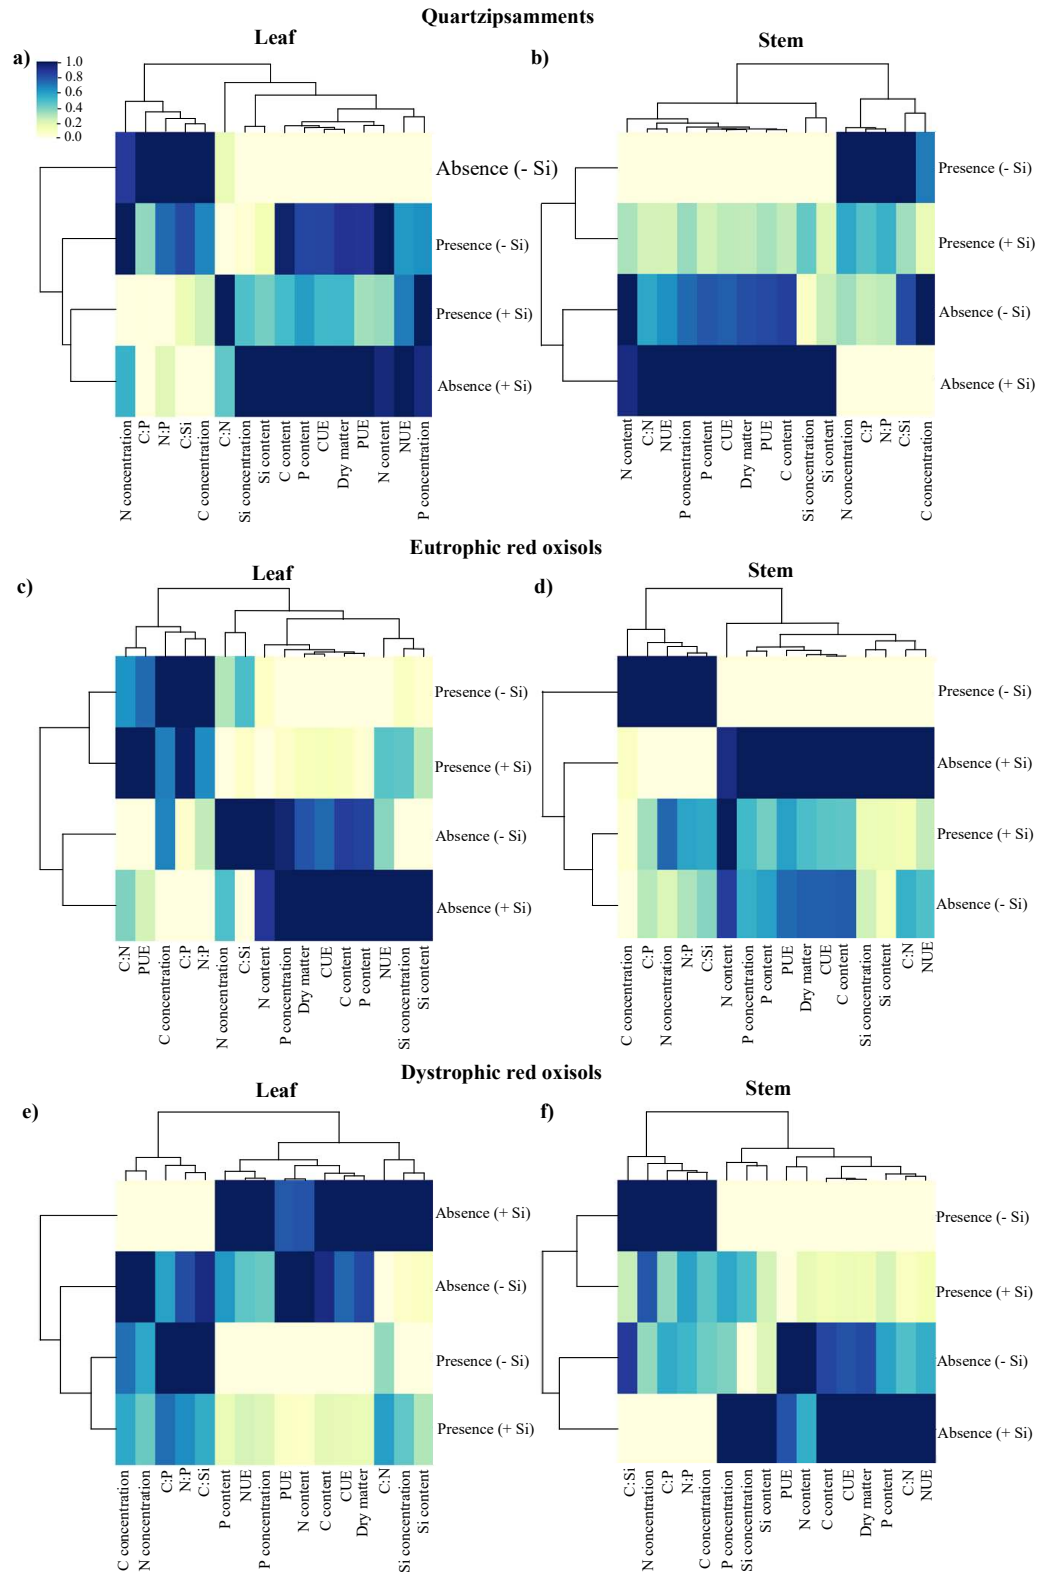 Quartzipsamments
Leaf
Stem
a)
b)
1.0
0.8
0.6
0.4
0.2
0.0
Absence (- Si)
Presence (- Si)
Presence (+ Si)
Absence (+ Si)
Presence (- Si)
Presence (+ Si)
Absence (- Si)
Absence (+ Si)
N concentration
C:P
N:P
C:Si
C concentration
C:N
Si concentration
Si content
C content
P content
CUE
Dry matter
PUE
N content
NUE
P concentration
N content
C:N
NUE
P concentration
P content
CUE
Dry matter
PUE
C content
Si concentration
Si content
N concentration
C:P
N:P
C:Si
C concentration
Eutrophic red oxisols
Leaf
Stem
c)
d)
Presence (- Si)
Presence (+ Si)
Absence (- Si)
Absence (+ Si)
Presence (- Si)
Absence (+ Si)
Presence (+ Si)
Absence (- Si)
C:N
PUE
C concentration
C:P
N:P
N concentration
C:Si
N content
P concentration
Dry matter
CUE
C content
P content
NUE
Si concentration
Si content
C concentration
C:P
N concentration
N:P
C:Si
N content
P concentration
P content
PUE
Dry matter
CUE
C content
Si concentration
Si content
C:N
NUE
Dystrophic red oxisols
Leaf
Stem
e)
f)
Absence (+ Si)
Absence (- Si)
Presence (- Si)
Presence (+ Si)
Presence (- Si)
Presence (+ Si)
Absence (- Si)
Absence (+ Si)
C concentration
N concentration
C:P
N:P
C:Si
P content
NUE
P concentration
PUE
N content
C content
CUE
Dry matter
C:N
Si concentration
Si content
C:Si
N concentration
C:P
N:P
C concentration
P concentration
Si concentration
Si content
PUE
N content
C content
CUE
Dry matter
P content
C:N
NUE